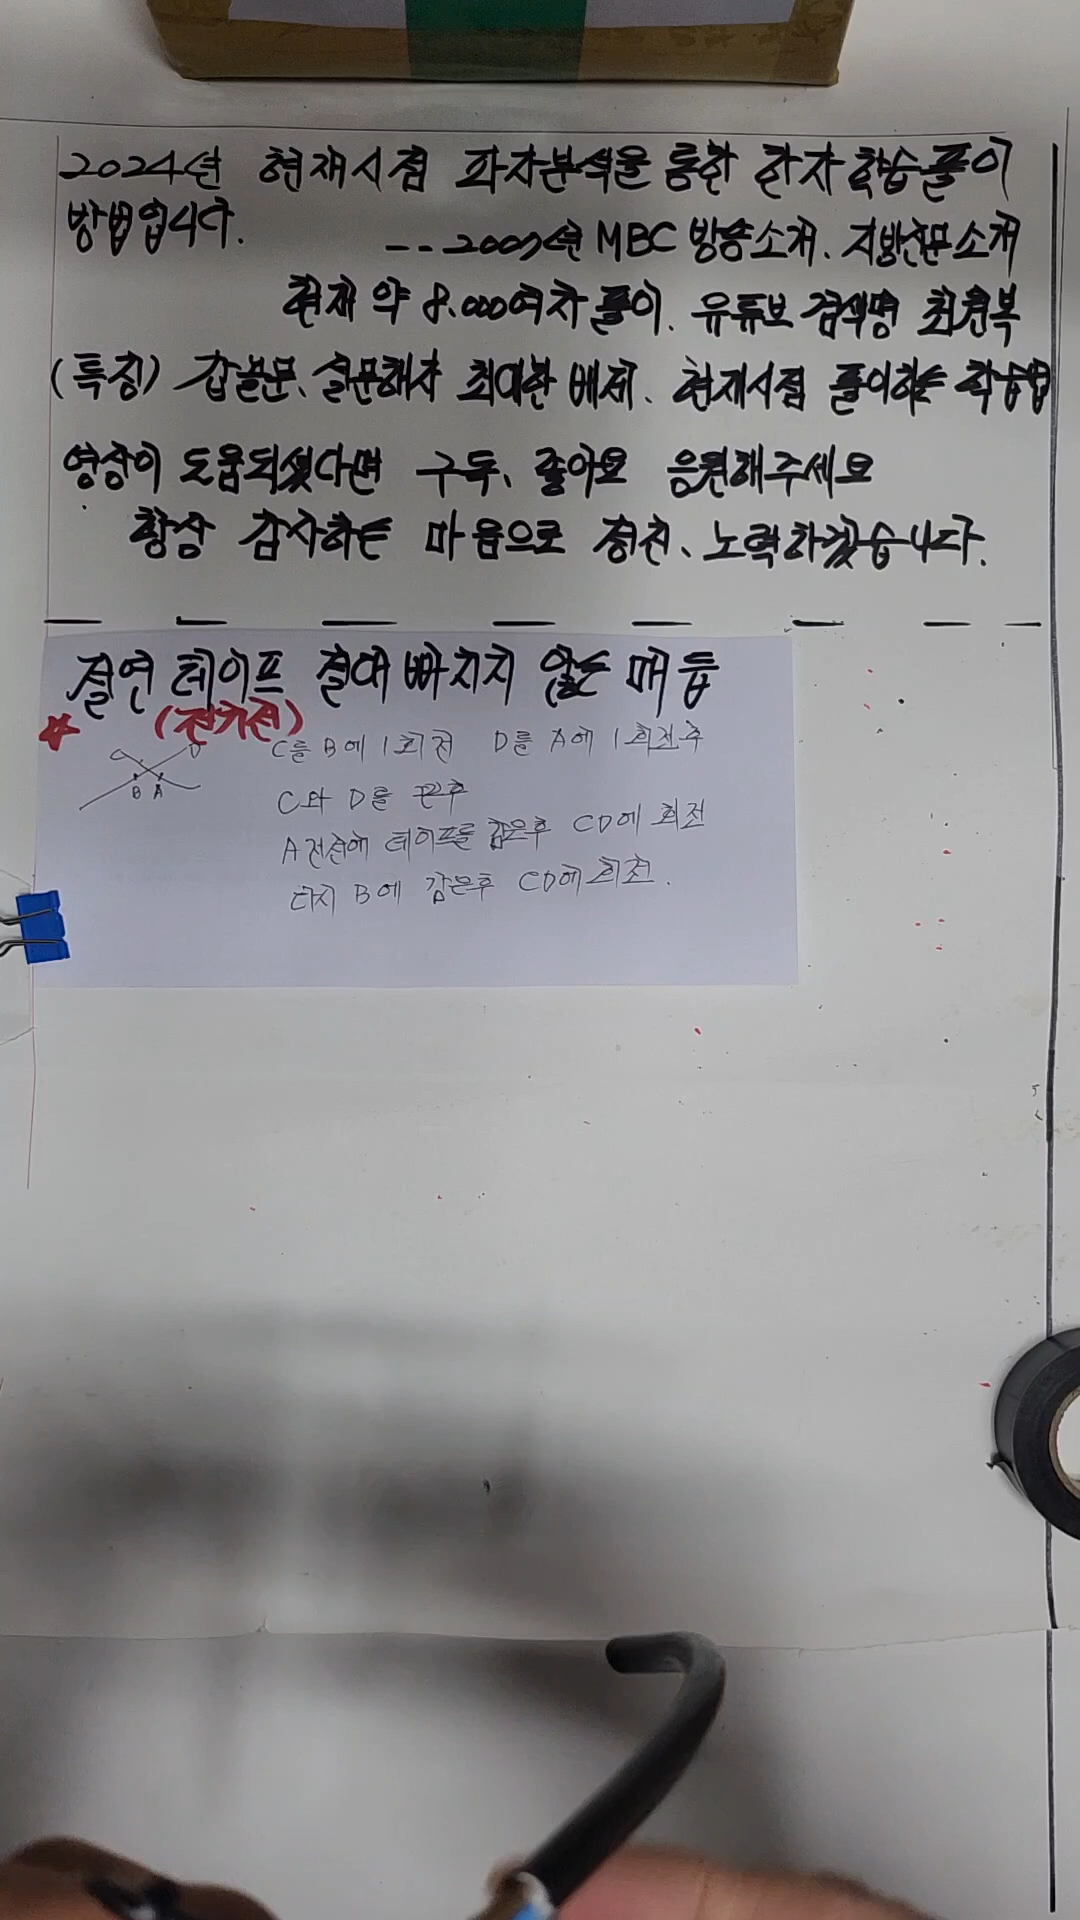 2024년 현재시점 파자분석을 통한 한자 학습풀이
방법입니다.
--- 2007년 MBC 방송소개, 지방신문소개
현재 약 8.000여자 풀이. 유튜브 검색명 최정복
(특징) 갑골문, 설문해자 최대한 배제. 현재시점 풀이하는 학습법
영상이 도움되셨다면 구독, 좋아요 응원해주세요
항상 감사하는 마음으로 정진, 노력하겠습니다.
절연 테이프 절대 빠지지 않는 매듭
(전기선)
C를 B에 1회전 D를 A에 1회전후
C D
B A
C와 D를 꼰후
A전선에 테이프를 감은후 CD에 회전
다시 B에 감은후 CD에 회전.